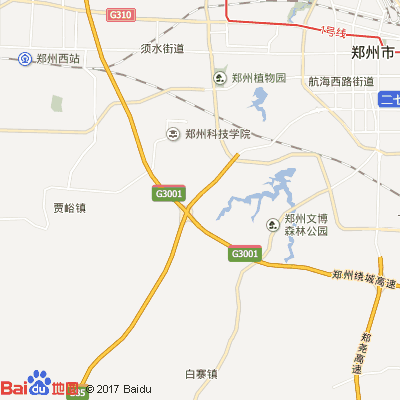 G310
1号线
须水街道
郑州市
郑州西站
郑州植物园
航海西路街道
二七
郑州科技学院
G3001
贾峪镇
郑州文博
森林公园
G3001
郑州绕城高速
郑尧高速
白寨镇
Bai du 地图
© 2017 Baidu